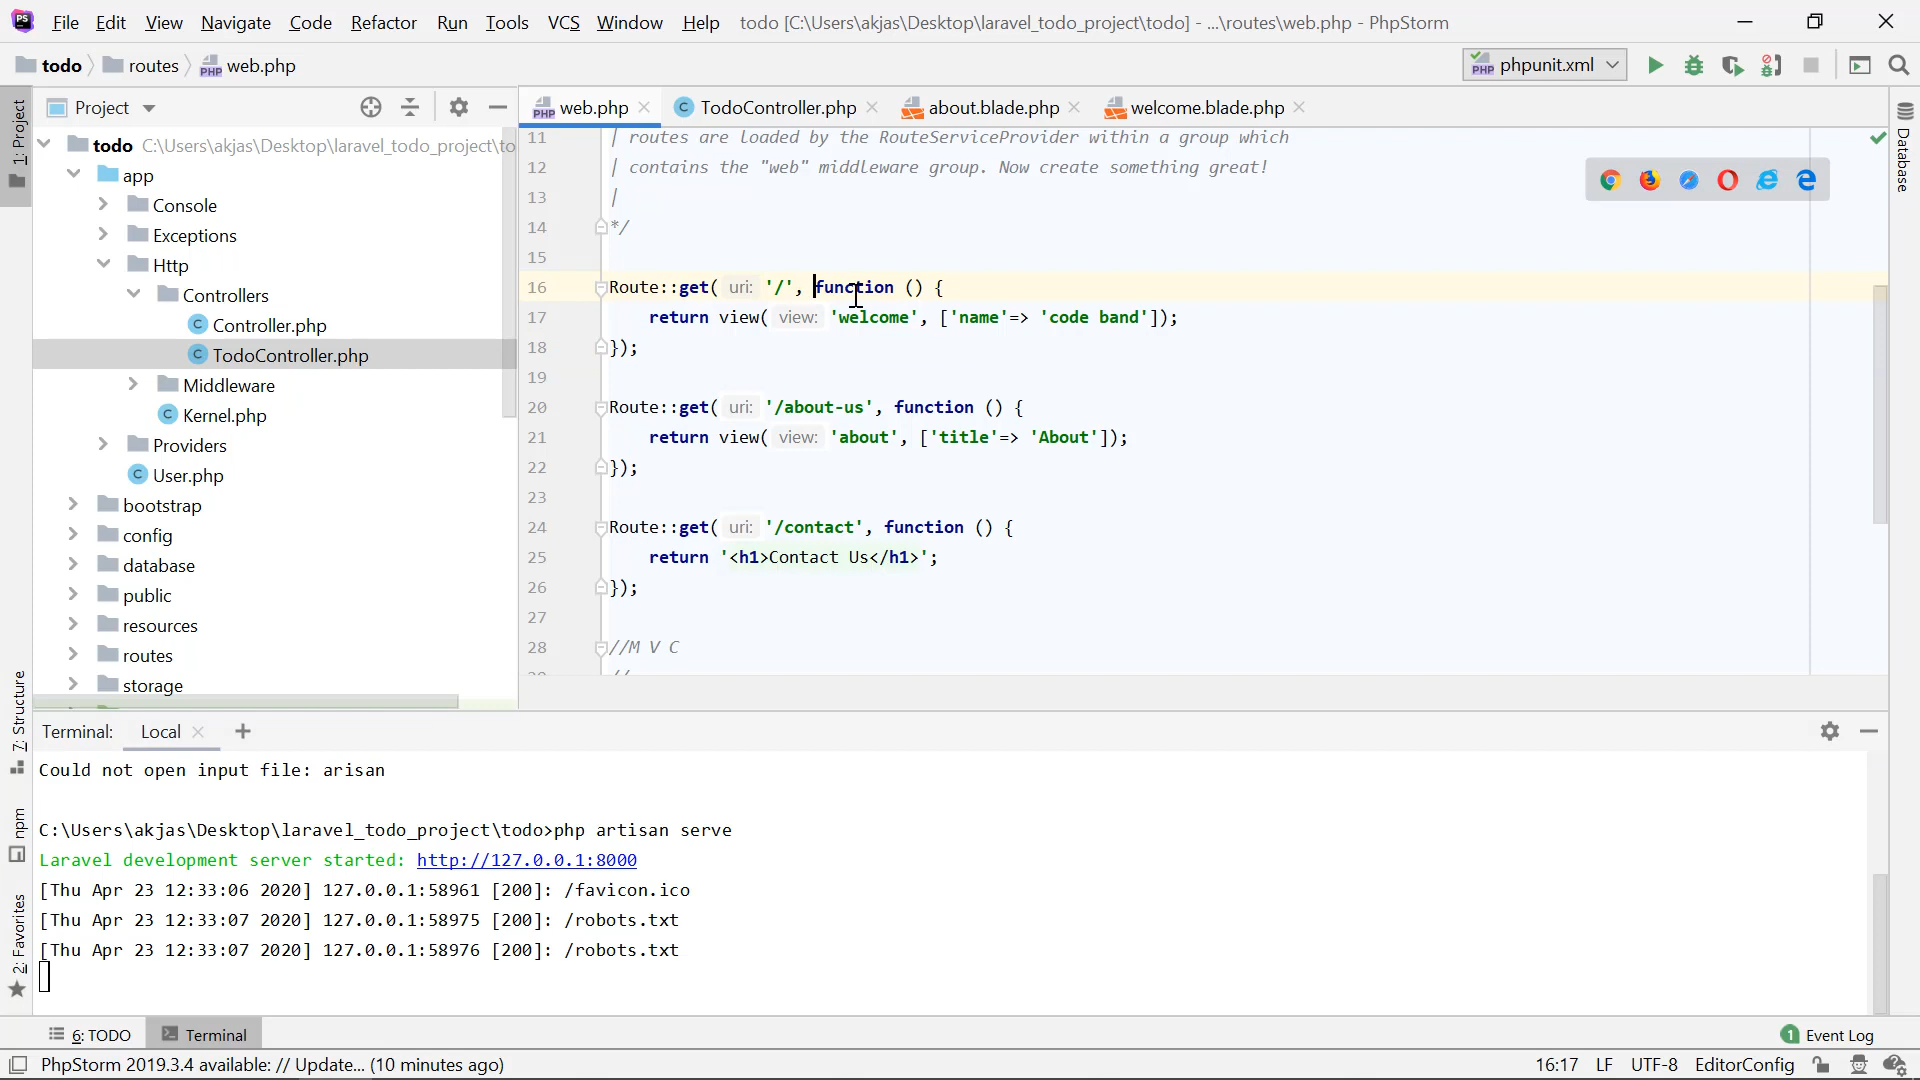 File Edit View Navigate Code Refactor Run Tools VCS Window Help todo [C:\Users\akjas\Desktop\laravel_todo_project\todo] - ...\routes\web.php - PhpStorm
todo routes web.php phpunit.xml
Project web.php TodoController.php about.blade.php welcome.blade.php
1: Project
Database
todo C:\Users\akjas\Desktop\laravel_todo_project\to
app
Console
Exceptions
Http
Controllers
Controller.php
TodoController.php
Middleware
Kernel.php
Providers
User.php
bootstrap
config
database
public
resources
routes
storage
11 | routes are loaded by the RouteServiceProvider within a group which
12 | contains the "web" middleware group. Now create something great!
13 |
14 */
15
16 Route::get( uri: '/', function () {
17 return view( view: 'welcome', ['name'=> 'code band']);
18 });
19
20 Route::get( uri: '/about-us', function () {
21 return view( view: 'about', ['title'=> 'About']);
22 });
23
24 Route::get( uri: '/contact', function () {
25 return '<h1>Contact Us</h1>';
26 });
27
28 //M V C
7: Structure
npm
2: Favorites
Terminal: Local
Could not open input file: arisan
C:\Users\akjas\Desktop\laravel_todo_project\todo>php artisan serve
Laravel development server started: http://127.0.0.1:8000
[Thu Apr 23 12:33:06 2020] 127.0.0.1:58961 [200]: /favicon.ico
[Thu Apr 23 12:33:07 2020] 127.0.0.1:58975 [200]: /robots.txt
[Thu Apr 23 12:33:07 2020] 127.0.0.1:58976 [200]: /robots.txt
6: TODO Terminal 1 Event Log
PhpStorm 2019.3.4 available: // Update... (10 minutes ago) 16:17 LF UTF-8 EditorConfig